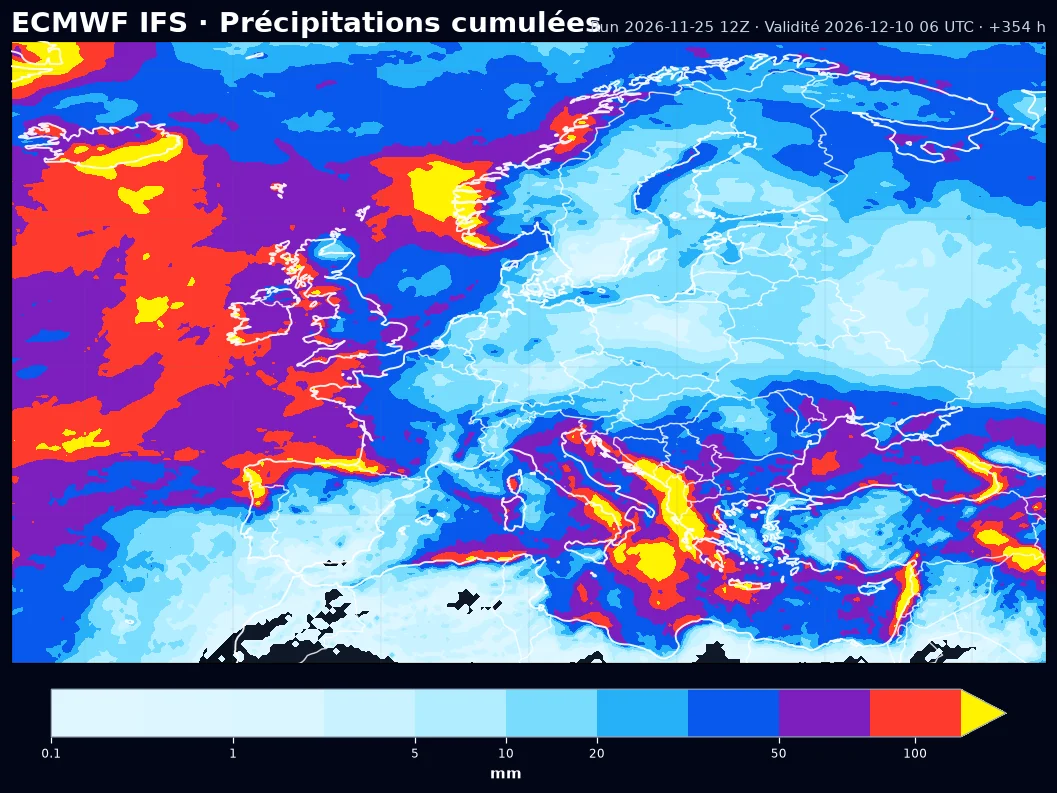 ECMWF IFS · Précipitations cumulées
Run 2026-11-25 12Z · Validité 2026-12-10 06 UTC · +354 h
0.1 1 5 10 20 50 100
mm